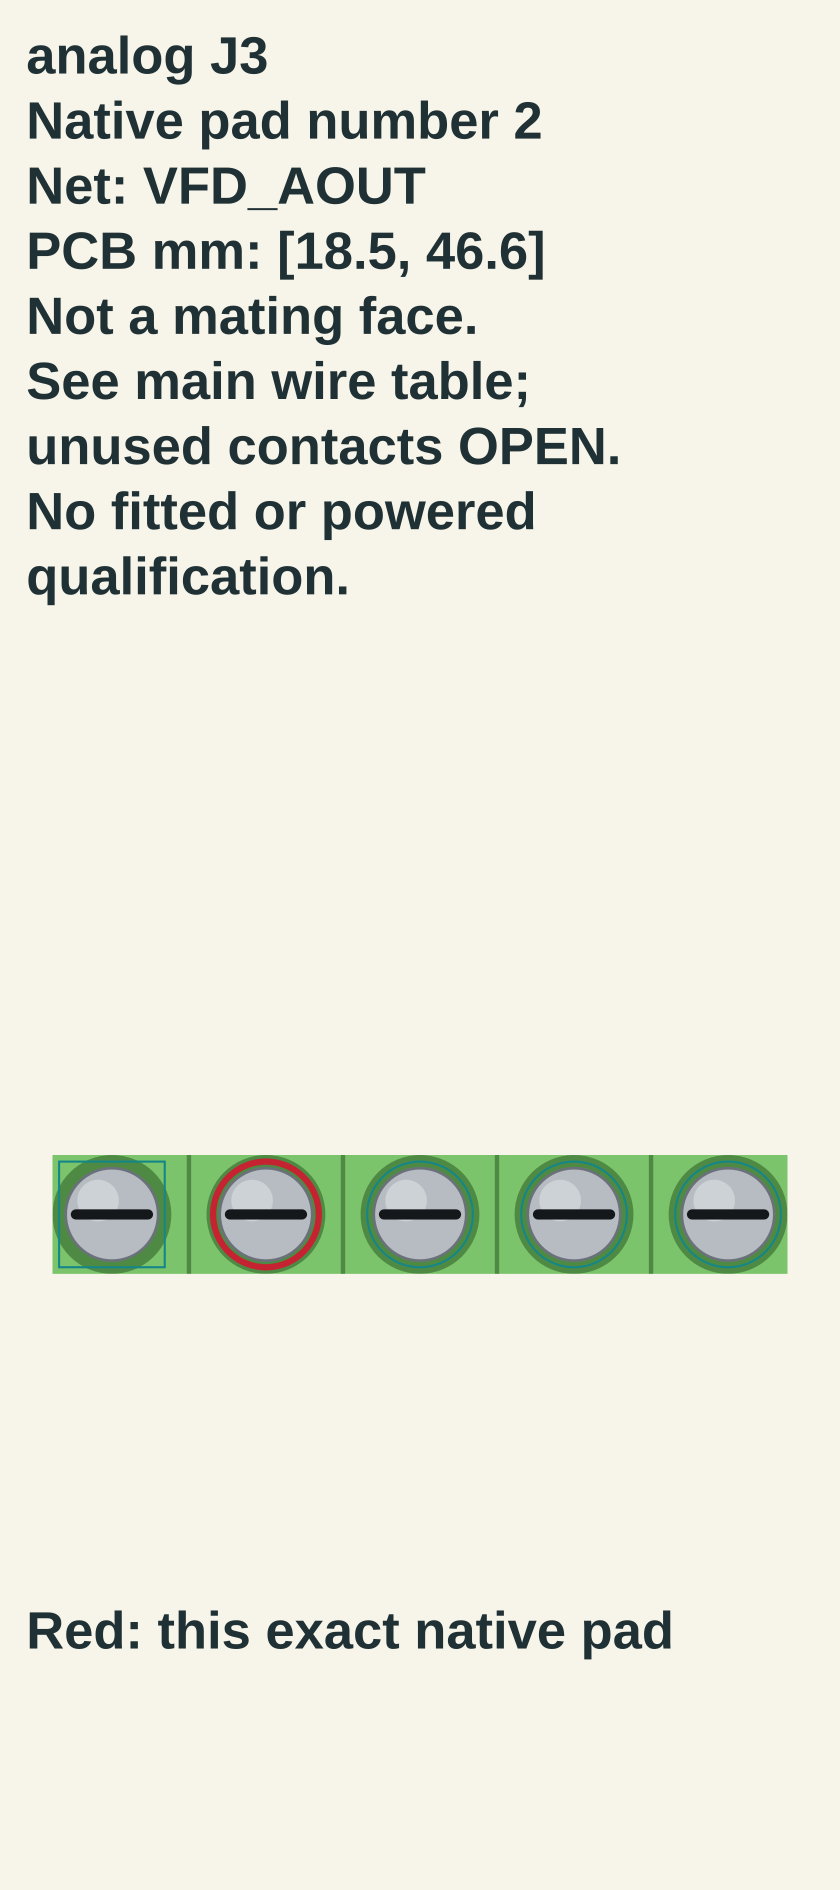 analog J3
Native pad number 2
Net: VFD_AOUT
PCB mm: [18.5, 46.6]
Not a mating face.
See main wire table;
unused contacts OPEN.
No fitted or powered
qualification.
Red: this exact native pad